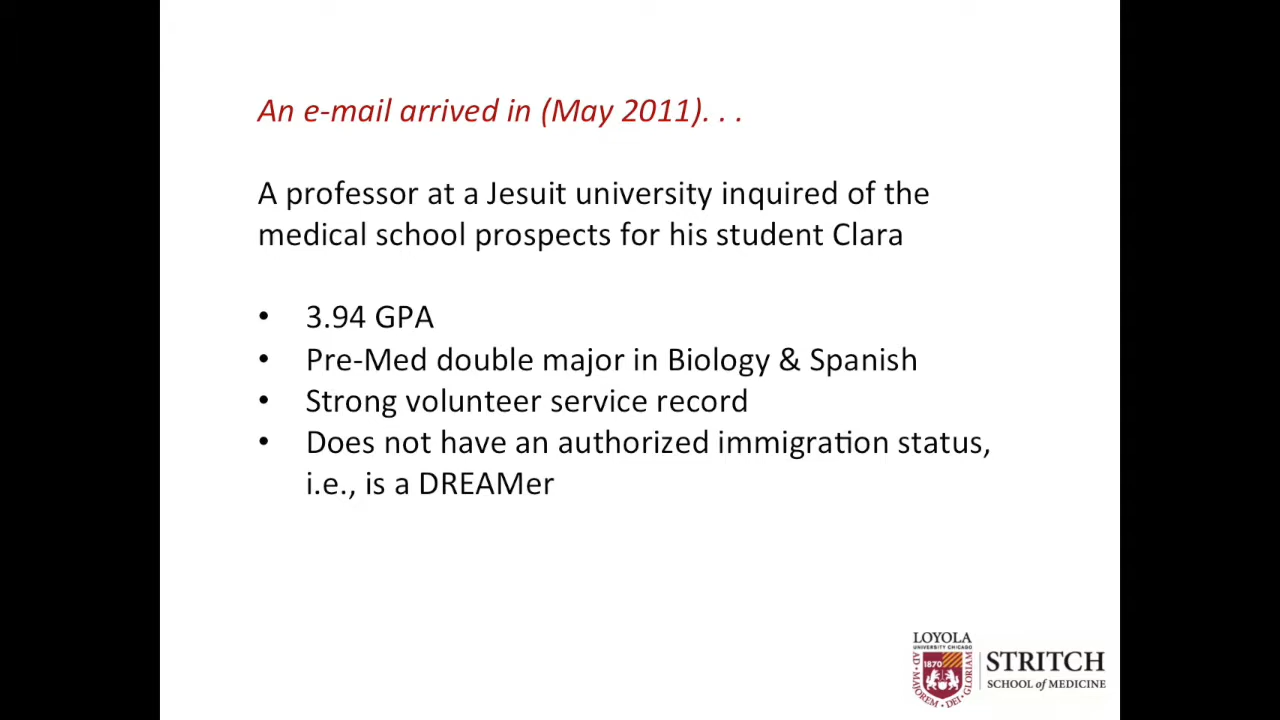 An e-mail arrived in (May 2011). . .
A professor at a Jesuit university inquired of the
medical school prospects for his student Clara
• 3.94 GPA
• Pre-Med double major in Biology & Spanish
• Strong volunteer service record
• Does not have an authorized immigration status,
i.e., is a DREAMer
LOYOLA
UNIVERSITY CHICAGO
1870
AD • MAJOREM • DEI • GLORIAM
STRITCH
SCHOOL of MEDICINE